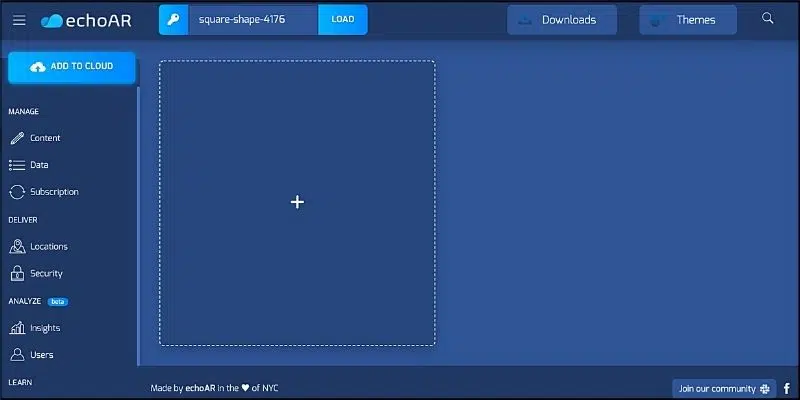 echoAR
square-shape-4176
LOAD
Downloads
Themes
ADD TO CLOUD
MANAGE
Content
Data
Subscription
DELIVER
Locations
Security
ANALYZE beta
Insights
Users
LEARN
Made by echoAR in the ♥ of NYC
Join our community
f